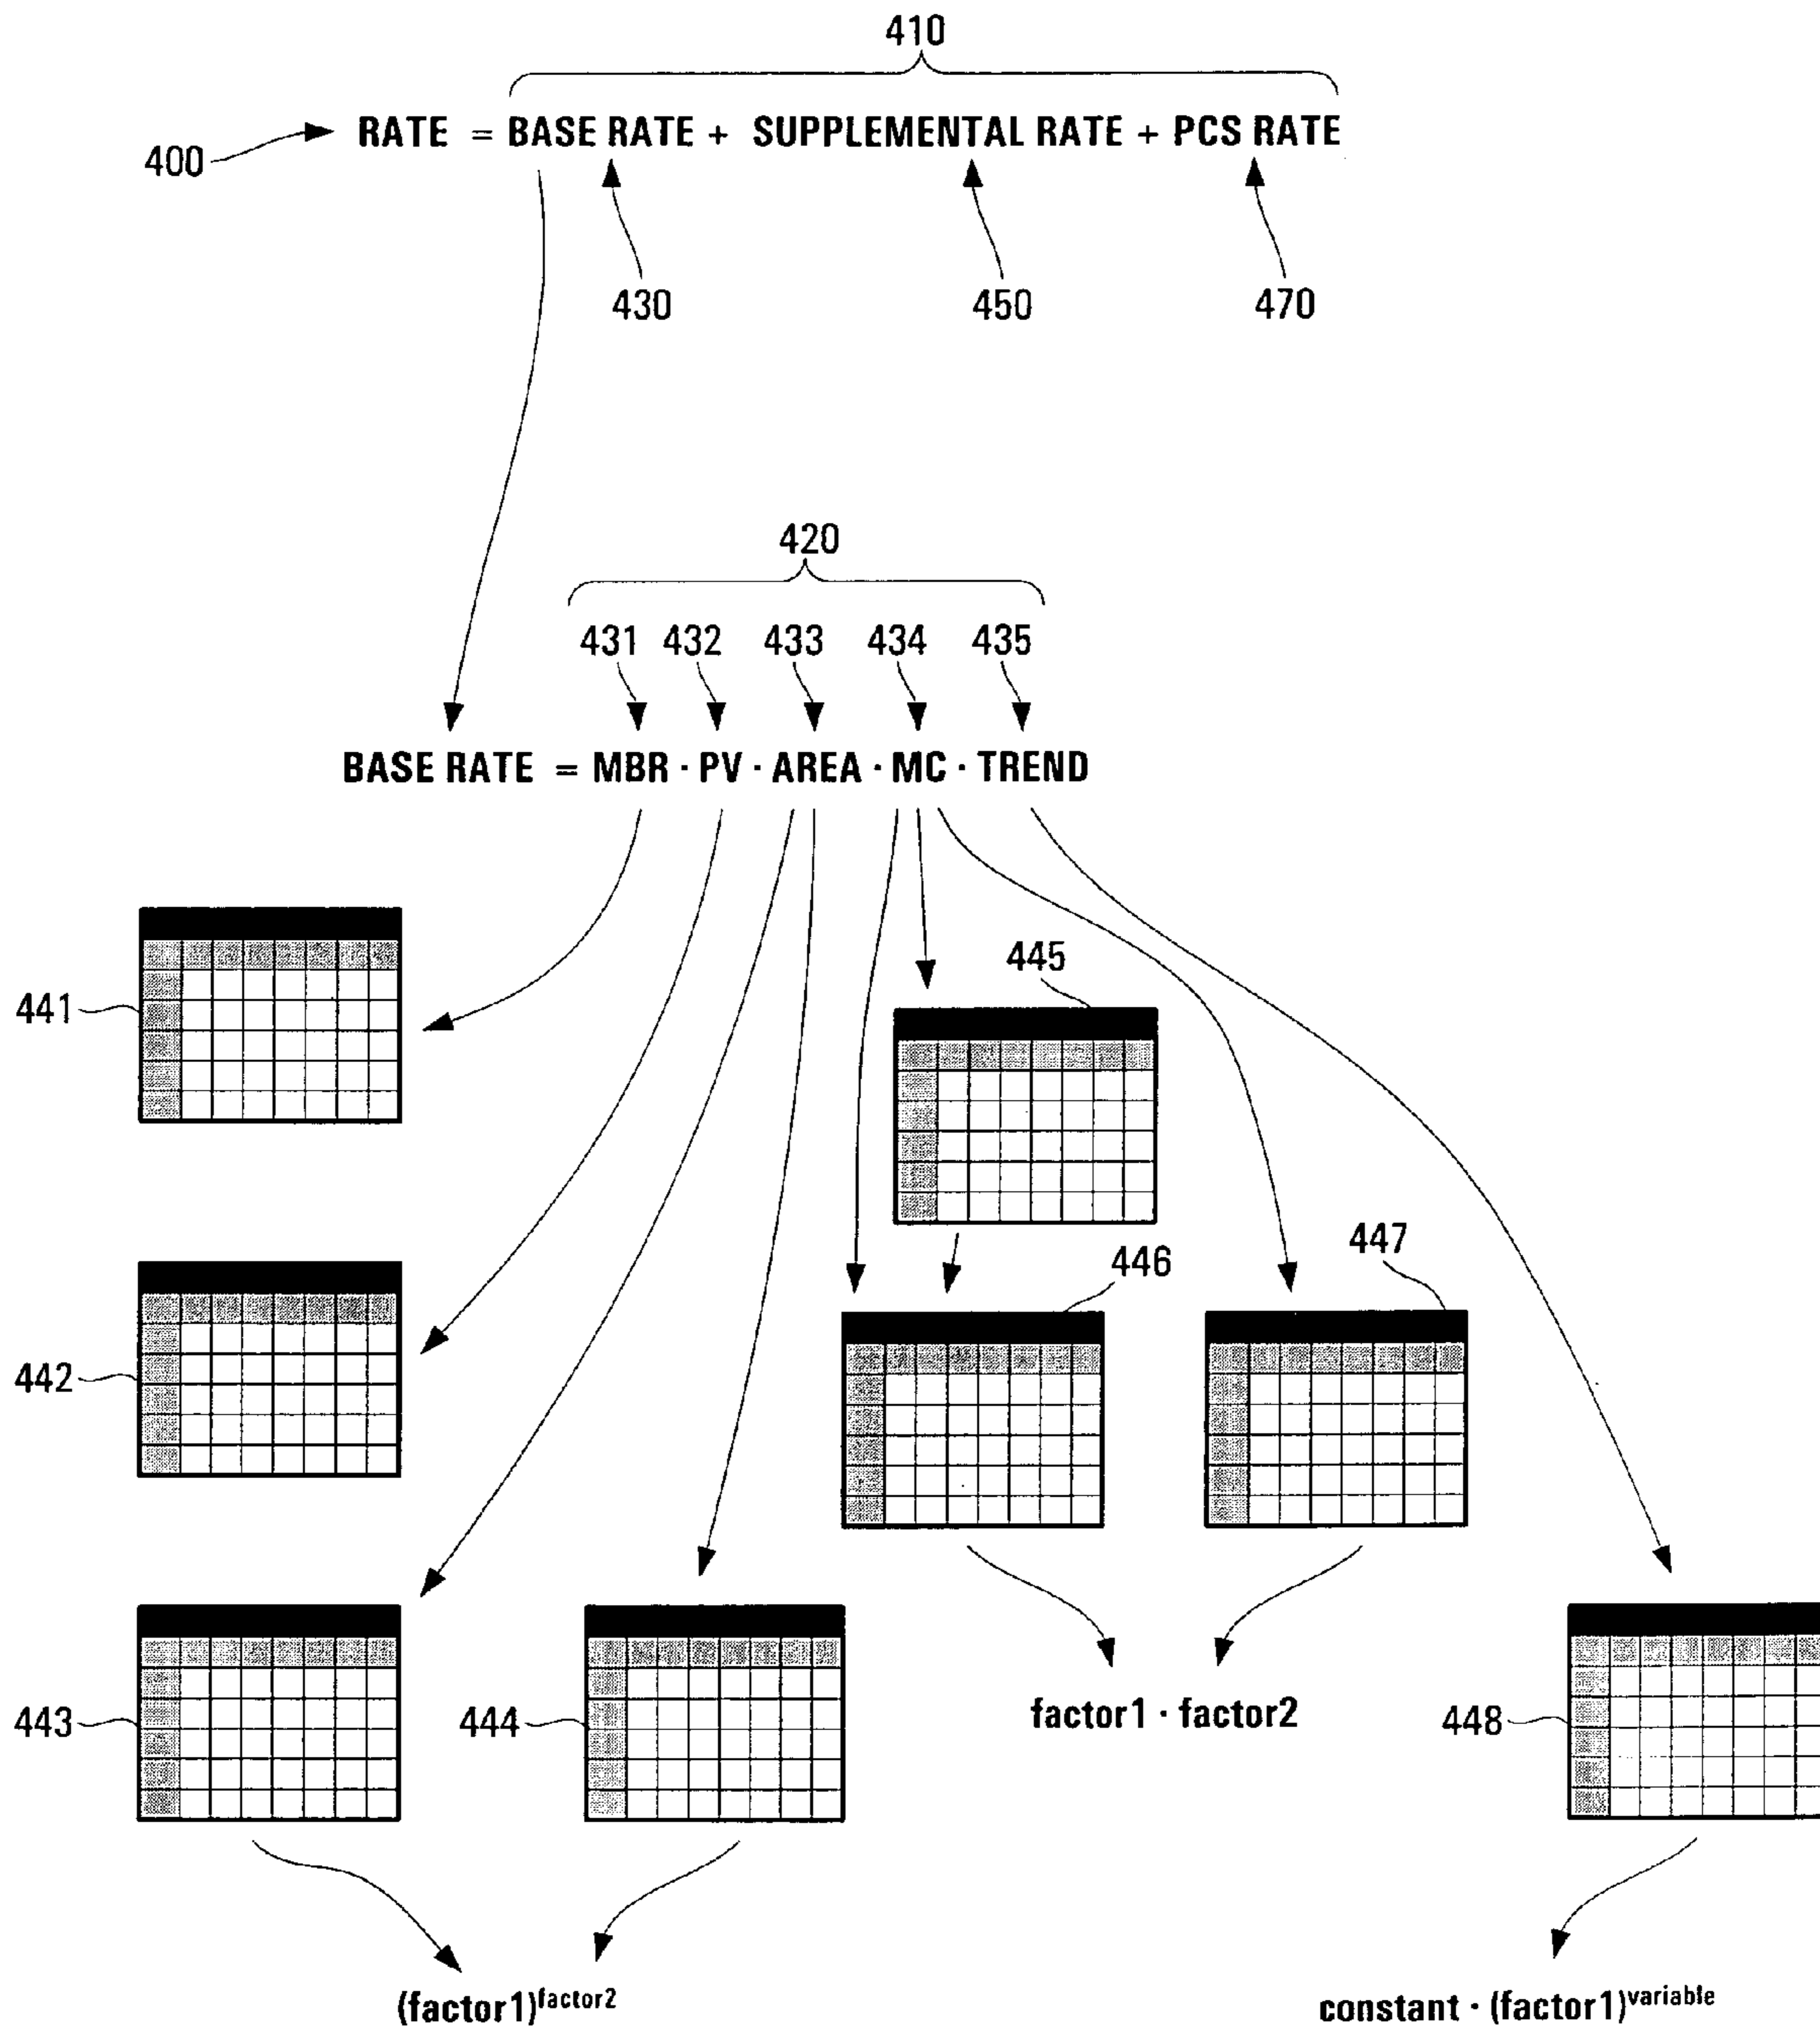 410
RATE = BASE RATE + SUPPLEMENTAL RATE + PCS RATE
400
430 450 470
420
431 432 433 434 435
BASE RATE = MBR · PV · AREA · MC · TREND
445
441
447
446
442
factor1 · factor2
443 444 448
(factor1)^factor2
constant · (factor1)^variable